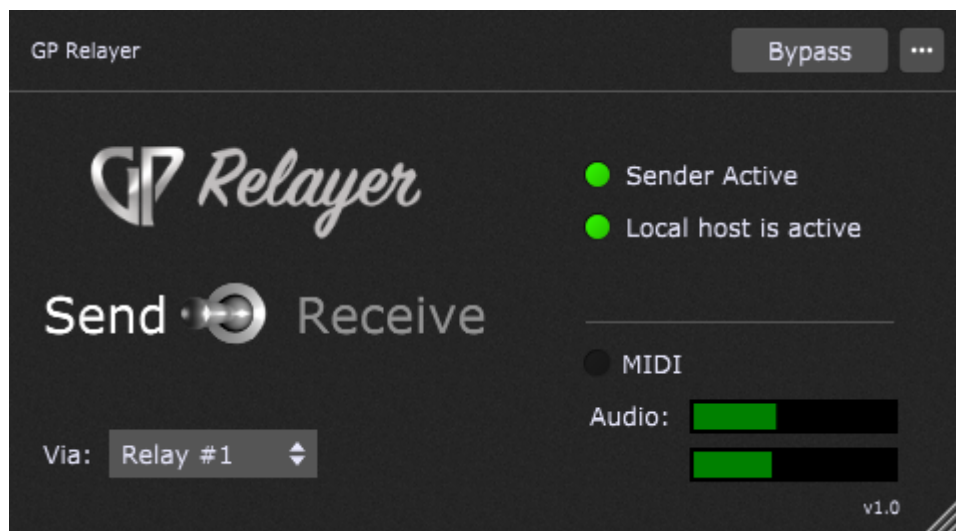 GP Relayer
Bypass
...
GP Relayer
Sender Active
Local host is active
Send Receive
MIDI
Audio:
Via: Relay #1
v1.0